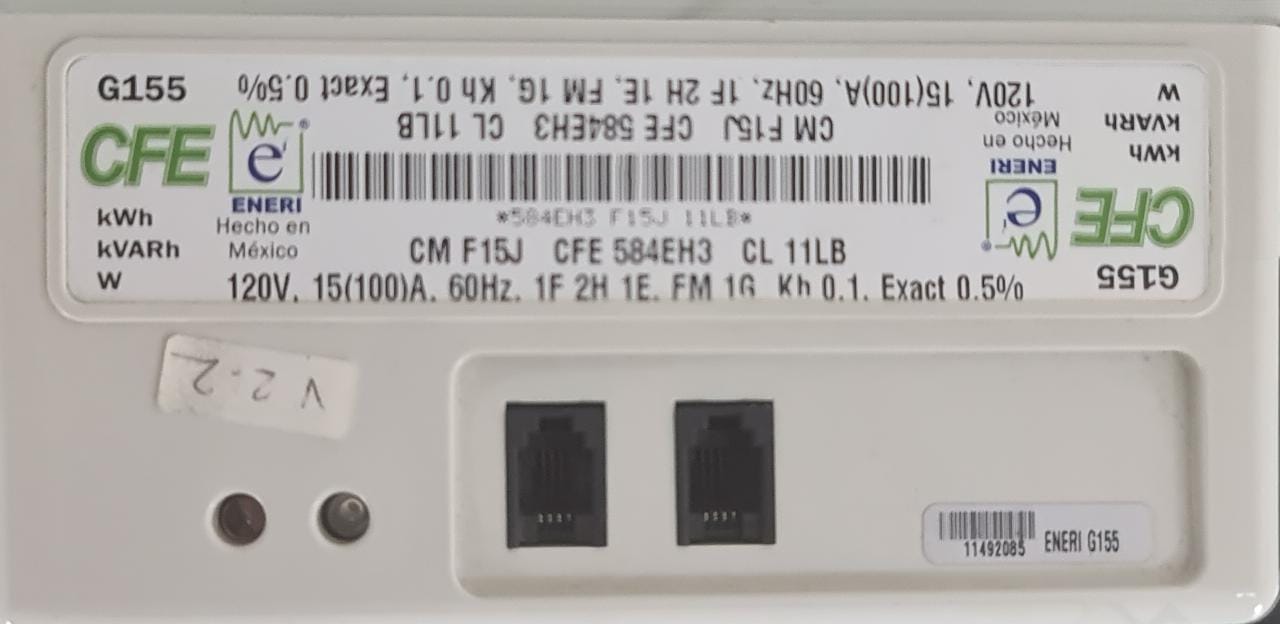 G155
CFE
ENERI
Hecho en
México
kWh
kVARh
W
*584EH3 F15J 11LB*
CM F15J CFE 584EH3 CL 11LB
120V, 15(100)A, 60Hz, 1F 2H 1E, FM 1G, Kh 0.1, Exact 0.5%
G155
CFE
ENERI
Hecho en
México
kWh
kVARh
W
CM F15J CFE 584EH3 CL 11LB
120V, 15(100)A, 60Hz, 1F 2H 1E, FM 1G, Kh 0.1, Exact 0.5%
V 2.2
11492085 ENERI G155